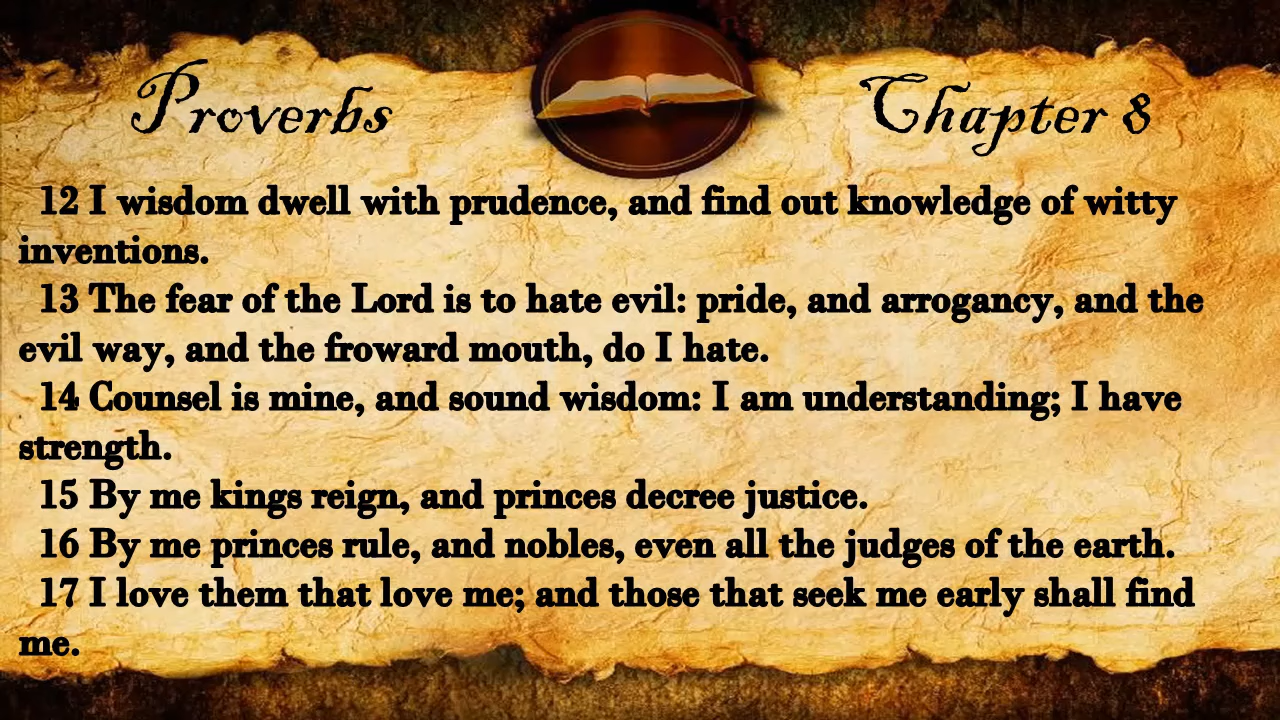 Proverbs Chapter 8
12 I wisdom dwell with prudence, and find out knowledge of witty
inventions.
13 The fear of the Lord is to hate evil: pride, and arrogancy, and the
evil way, and the froward mouth, do I hate.
14 Counsel is mine, and sound wisdom: I am understanding; I have
strength.
15 By me kings reign, and princes decree justice.
16 By me princes rule, and nobles, even all the judges of the earth.
17 I love them that love me; and those that seek me early shall find
me.